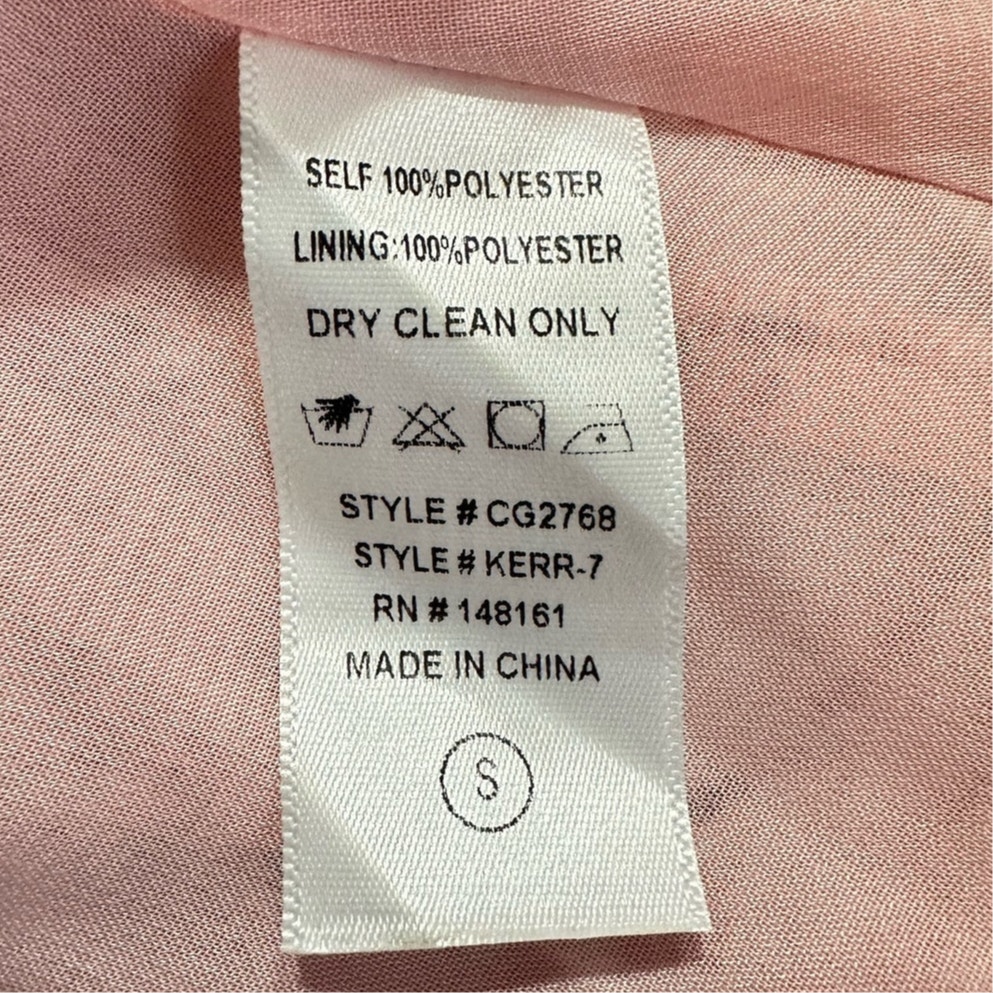 SELF 100%POLYESTER
LINING:100%POLYESTER
DRY CLEAN ONLY
STYLE # CG2768
STYLE # KERR-7
RN # 148161
MADE IN CHINA
S